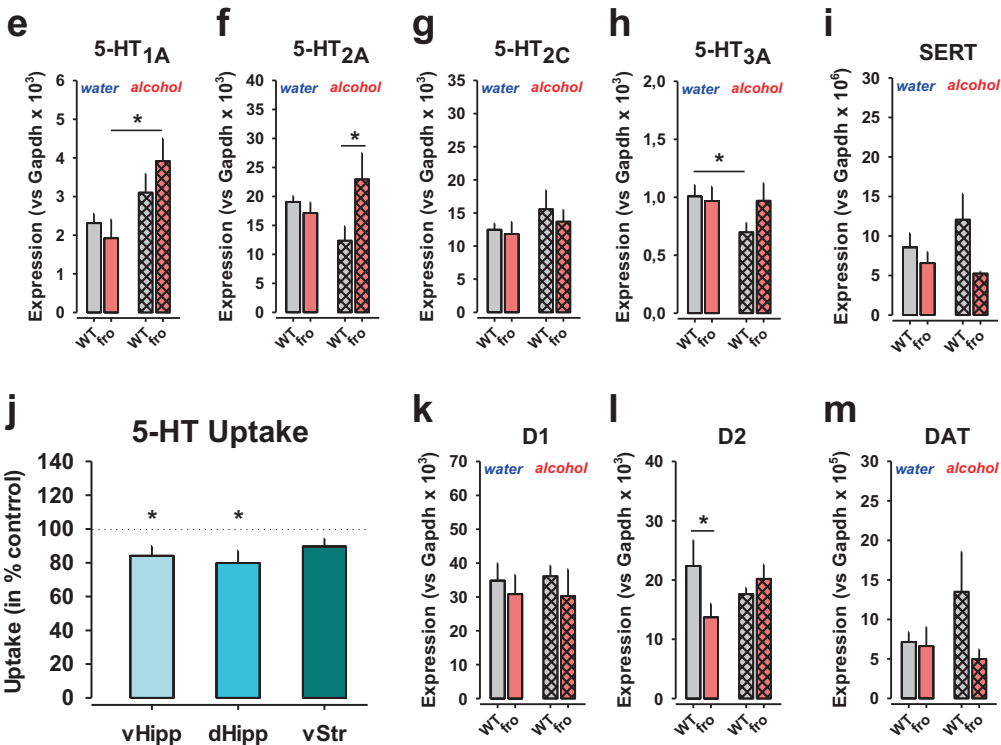 e
5-HT1A
water alcohol
Expression (vs Gapdh x 10³)
6
5
4
3
2
1
0
*
WT fro WT fro
f
5-HT2A
water alcohol
Expression (vs Gapdh x 10³)
40
35
30
25
20
15
10
5
0
*
WT fro WT fro
g
5-HT2C
water alcohol
Expression (vs Gapdh x 10³)
35
30
25
20
15
10
5
0
WT fro WT fro
h
5-HT3A
water alcohol
Expression (vs Gapdh x 10³)
2,0
1,5
1,0
0,5
0,0
*
WT fro WT fro
i
SERT
water alcohol
Expression (vs Gapdh x 10⁶)
30
25
20
15
10
5
0
WT fro WT fro
j
5-HT Uptake
Uptake (in % contrrol)
140
120
100
80
60
40
20
0
* *
vHipp dHipp vStr
k
D1
water alcohol
Expression (vs Gapdh x 10³)
70
60
50
40
30
20
10
0
WT fro WT fro
l
D2
water alcohol
Expression (vs Gapdh x 10³)
40
30
20
10
0
*
WT fro WT fro
m
DAT
water alcohol
Expression (vs Gapdh x 10⁵)
30
25
20
15
10
5
0
WT fro WT fro